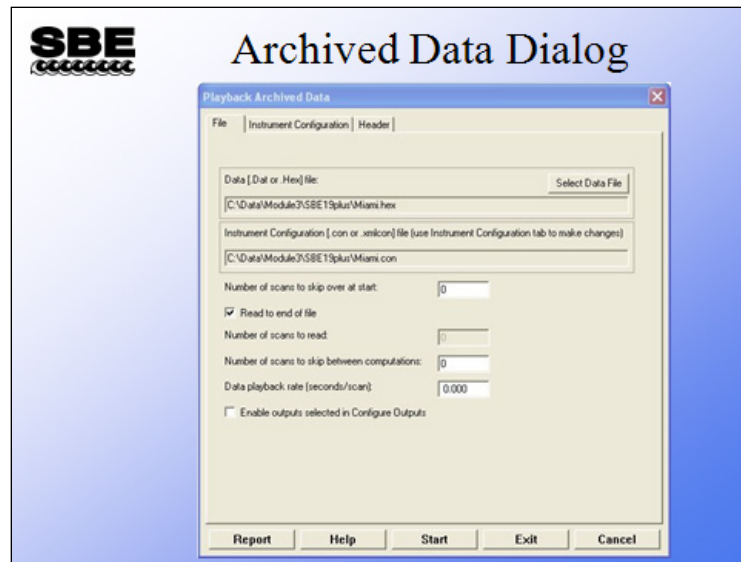 SBE
Archived Data Dialog
Playback Archived Data
File Instrument Configuration Header
Data [.Dat or .Hex] file:
Select Data File
C:\Data\Module3\SBE19plus\Miami.hex
Instrument Configuration [.con or .xmlcon] file (use Instrument Configuration tab to make changes)
C:\Data\Module3\SBE19plus\Miami.con
Number of scans to skip over at start: 0
Read to end of file
Number of scans to read: 0
Number of scans to skip between computations: 0
Data playback rate (seconds/scan): 0.000
Enable outputs selected in Configure Outputs
Report Help Start Exit Cancel